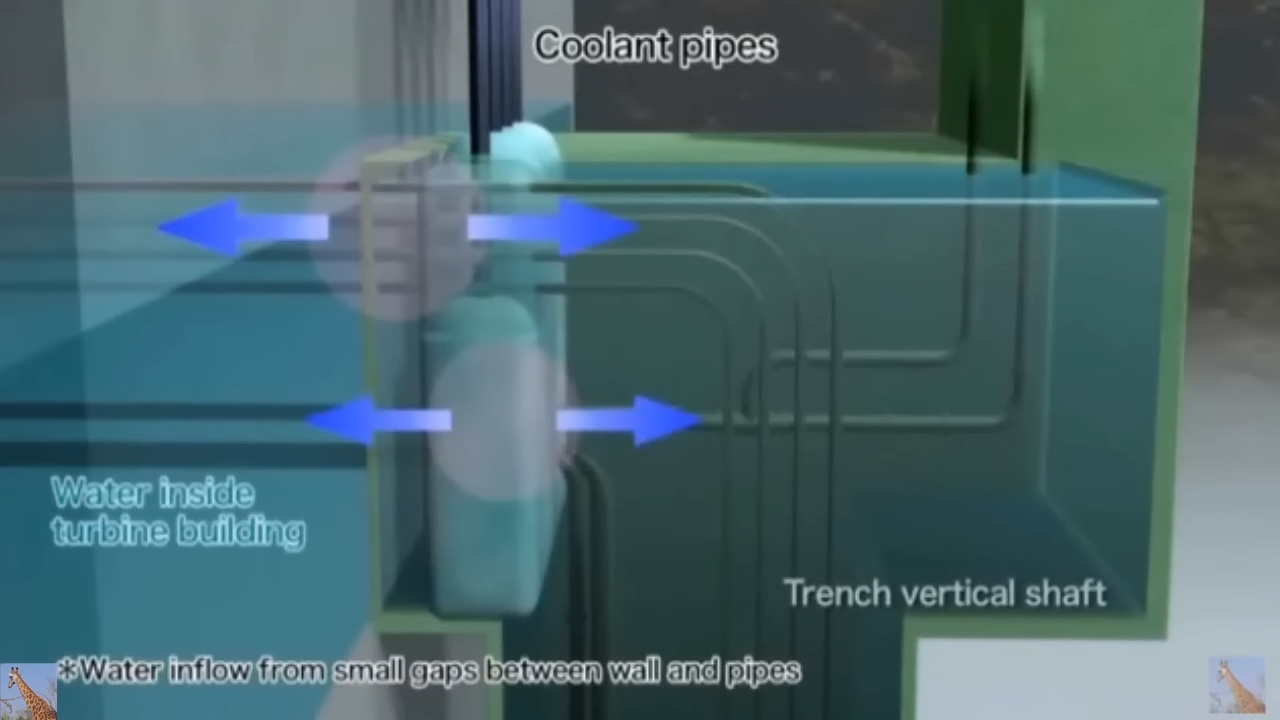 Coolant pipes
Water inside
turbine building
Trench vertical shaft
*Water inflow from small gaps between wall and pipes